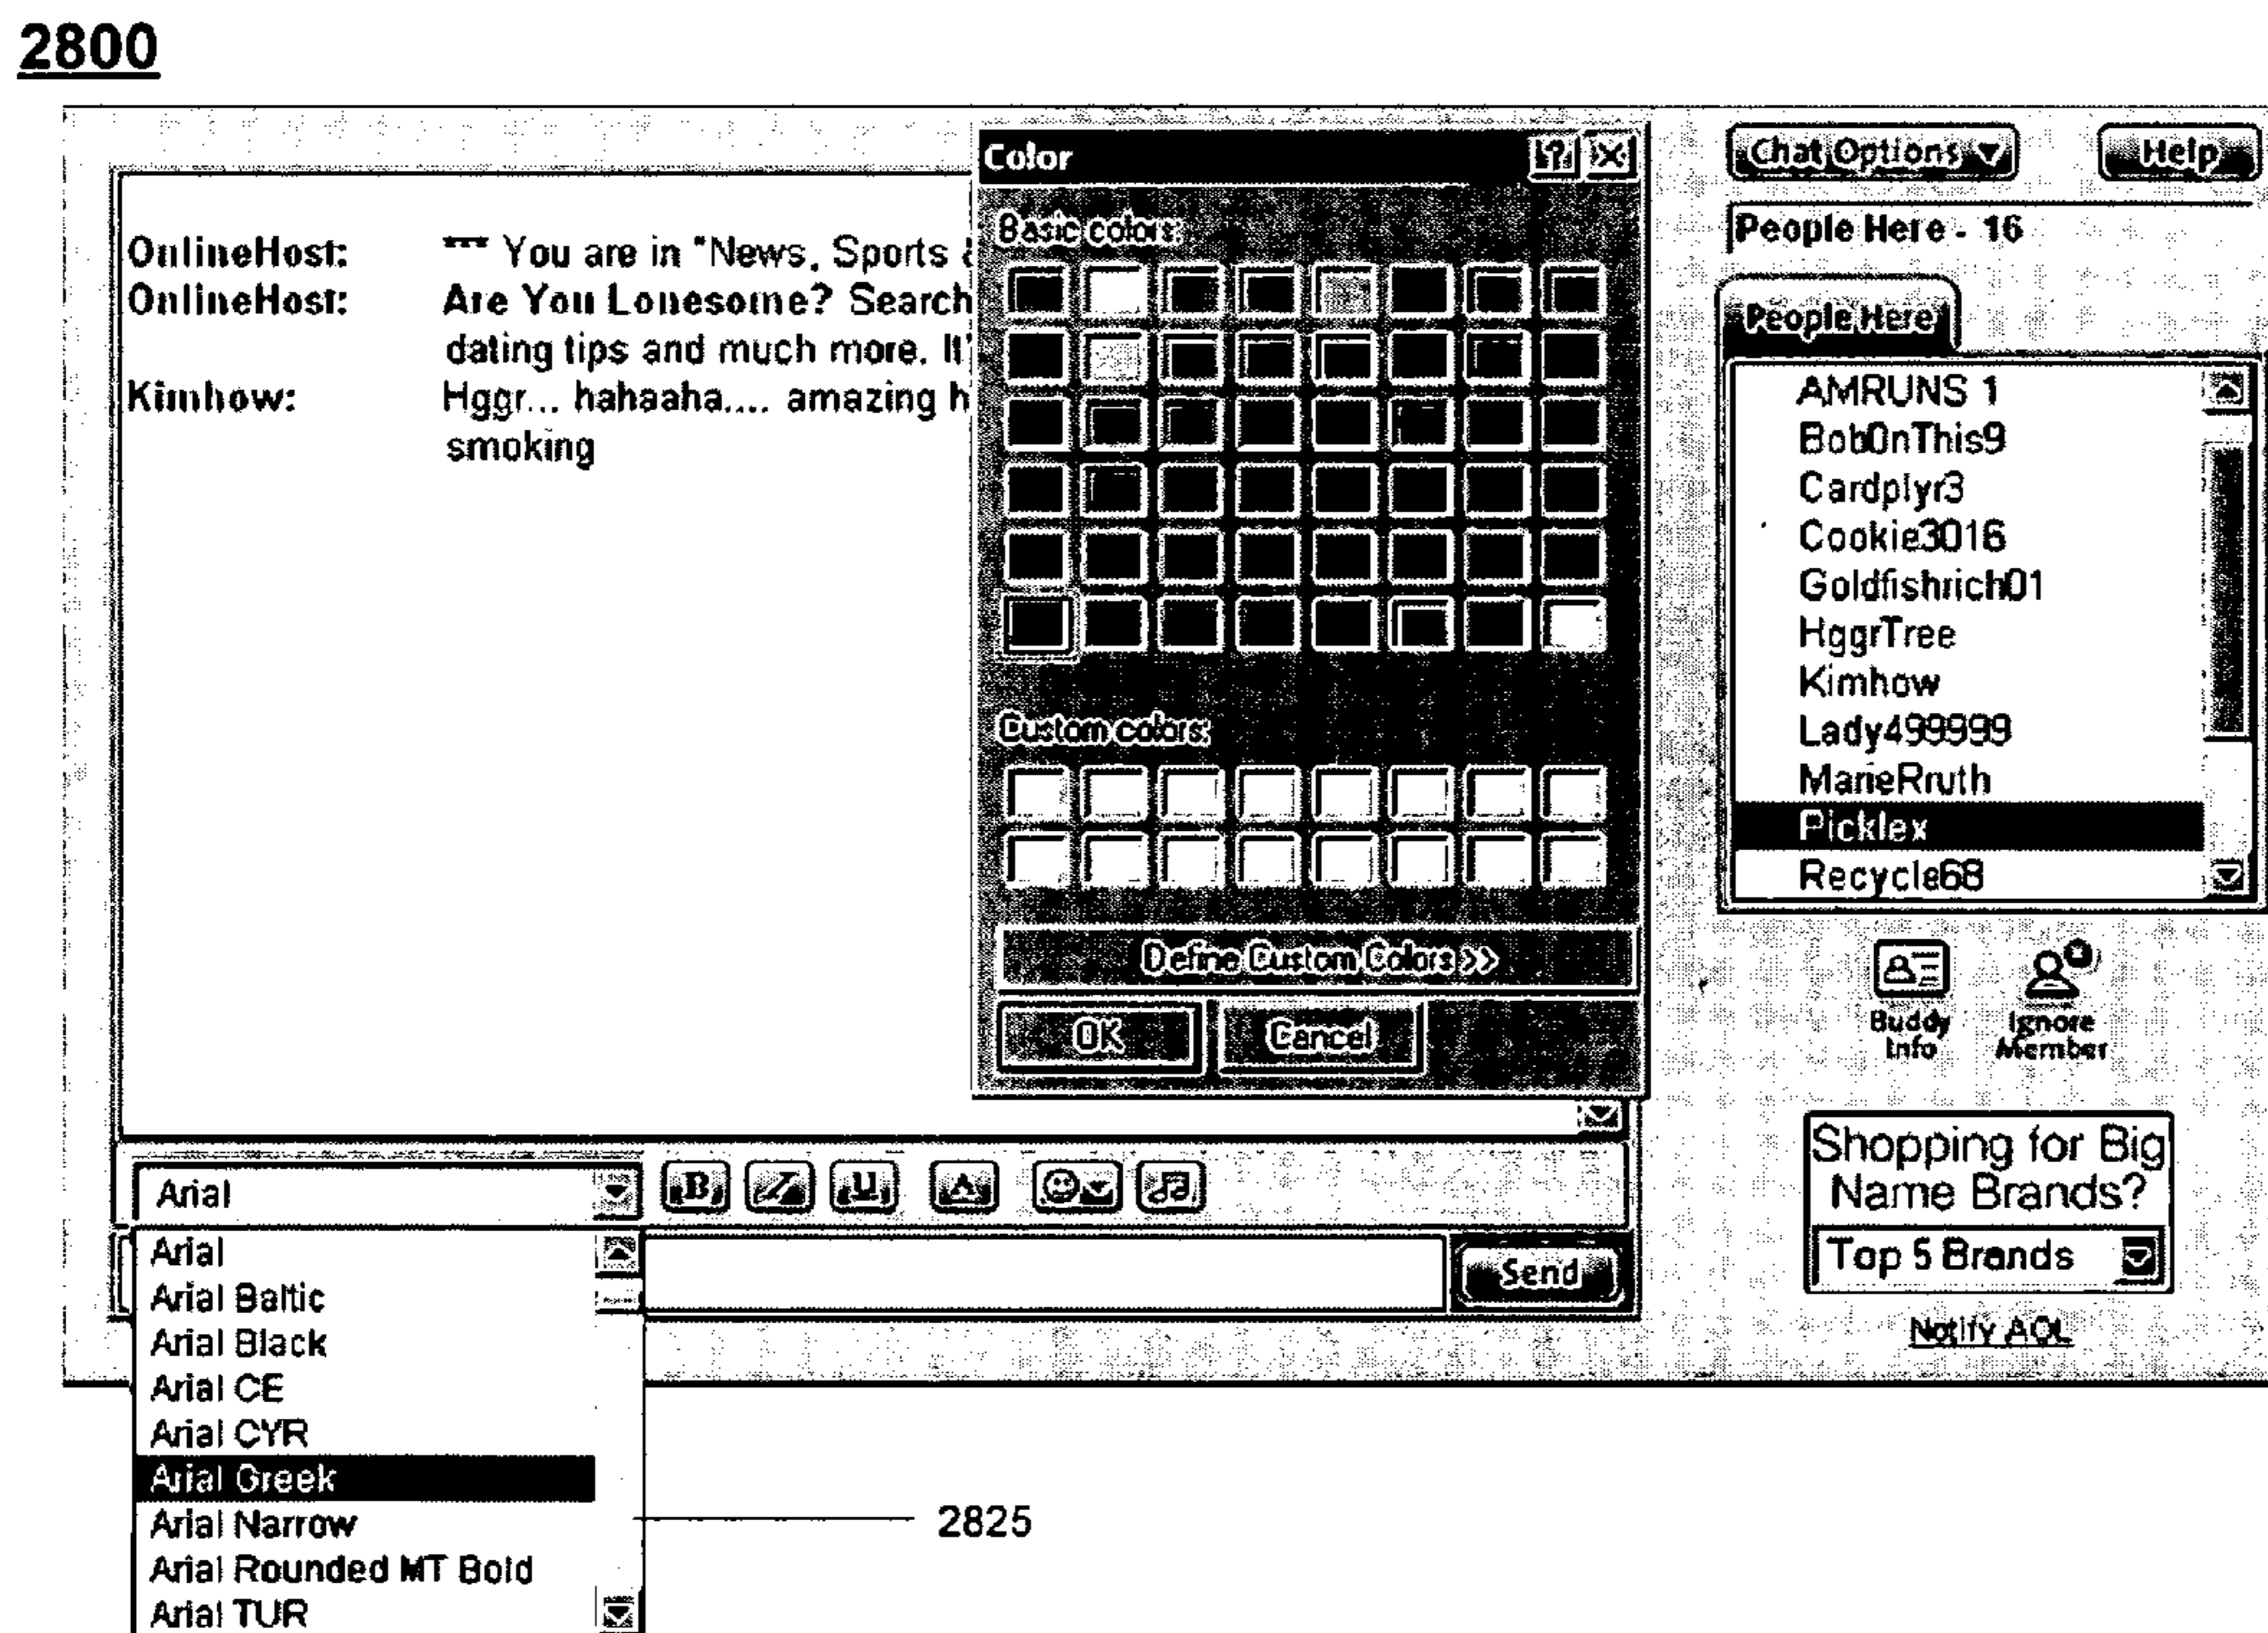 2800
OnlineHost: *** You are in "News, Sports &
OnlineHost: Are You Lonesome? Search
dating tips and much more. It'
Kimhow: Hggr... hahaaha.... amazing h
smoking
Color
Basic colors:
Custom colors:
Define Custom Colors >>
OK Cancel
Chat Options Help
People Here - 16
People Here
AMRUNS 1
BobOnThis9
Cardplyr3
Cookie3016
Goldfishrich01
HggrTree
Kimhow
Lady499999
MarieRruth
Picklex
Recycle68
Buddy Info
Ignore Member
Shopping for Big
Name Brands?
Top 5 Brands
Notify AOL
Arial B I U A
Send
Arial
Arial Baltic
Arial Black
Arial CE
Arial CYR
Arial Greek
Arial Narrow
Arial Rounded MT Bold
Arial TUR
2825